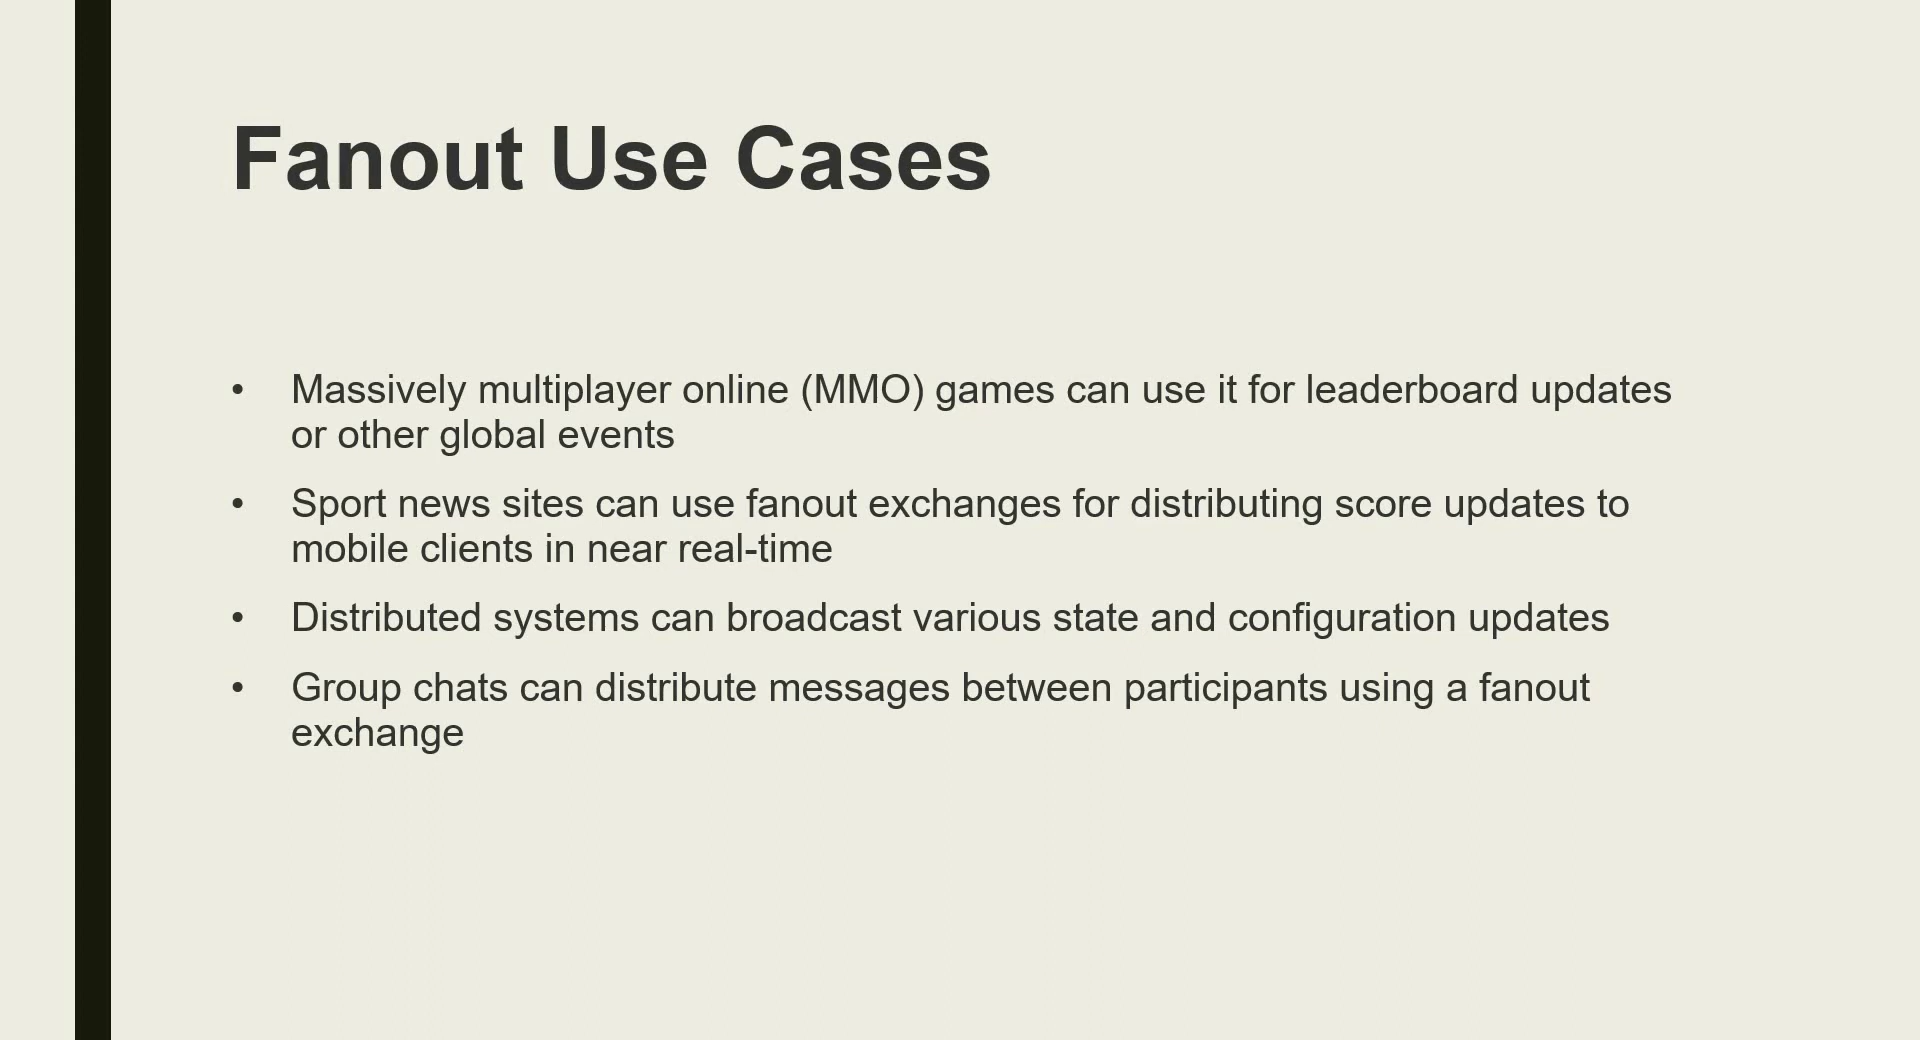 Fanout Use Cases
• Massively multiplayer online (MMO) games can use it for leaderboard updates
or other global events
• Sport news sites can use fanout exchanges for distributing score updates to
mobile clients in near real-time
• Distributed systems can broadcast various state and configuration updates
• Group chats can distribute messages between participants using a fanout
exchange